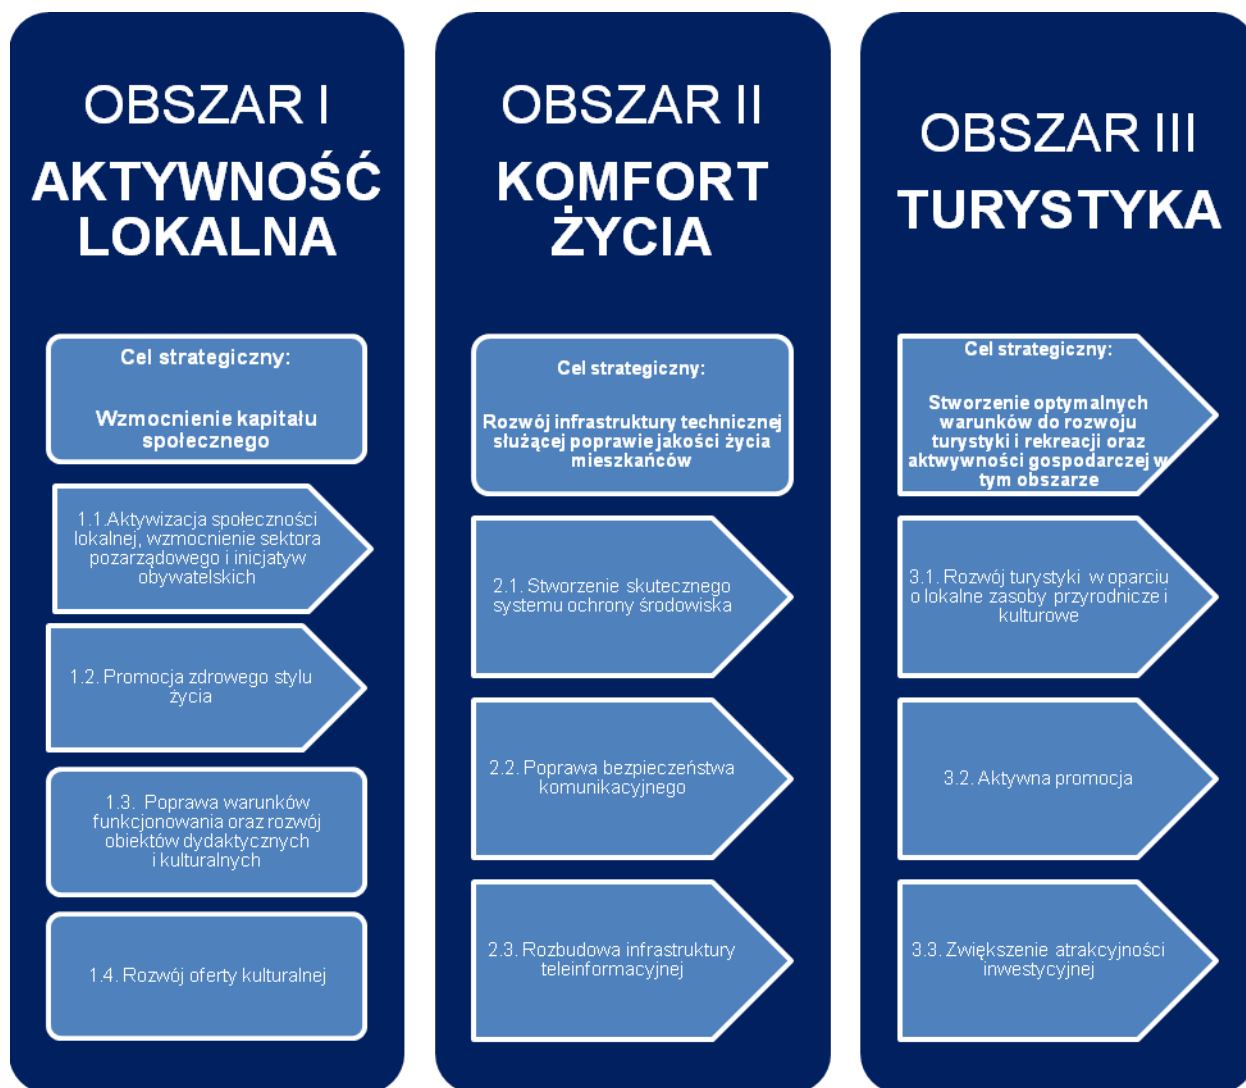 OBSZAR I
AKTYWNOŚĆ
LOKALNA
Cel strategiczny:
Wzmocnienie kapitału
społecznego
1.1.Aktywizacja społeczności
lokalnej, wzmocnienie sektora
pozarządowego i inicjatyw
obywatelskich
1.2. Promocja zdrowego stylu
życia
1.3. Poprawa warunków
funkcjonowania oraz rozwój
obiektów dydaktycznych
i kulturalnych
1.4. Rozwój oferty kulturalnej
OBSZAR II
KOMFORT
ŻYCIA
Cel strategiczny:
Rozwój infrastruktury technicznej
służącej poprawie jakości życia
mieszkańców
2.1. Stworzenie skutecznego
systemu ochrony środowiska
2.2. Poprawa bezpieczeństwa
komunikacyjnego
2.3. Rozbudowa infrastruktury
teleinformacyjnej
OBSZAR III
TURYSTYKA
Cel strategiczny:
Stworzenie optymalnych
warunków do rozwoju
turystyki i rekreacji oraz
aktwywności gospodarczej w
tym obszarze
3.1. Rozwój turystyki w oparciu
o lokalne zasoby przyrodnicze i
kulturowe
3.2. Aktywna promocja
3.3. Zwiększenie atrakcyjności
inwestycyjnej